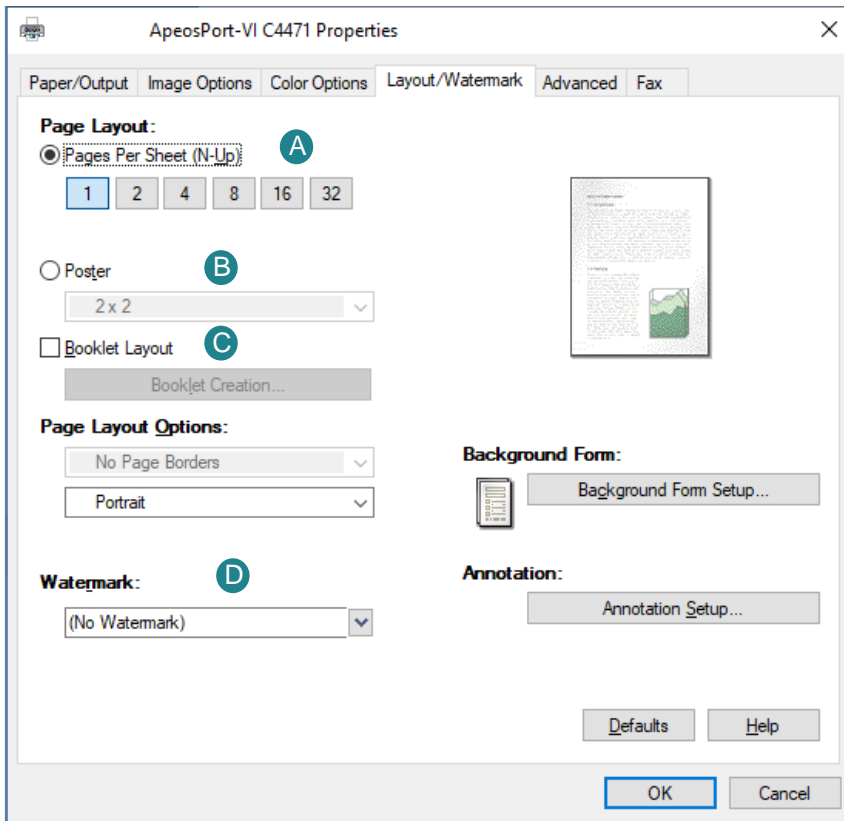 ApeosPort-VI C4471 Properties
Paper/Output Image Options Color Options Layout/Watermark Advanced Fax
Page Layout:
A
Pages Per Sheet (N-Up)
1 2 4 8 16 32
B
Poster
2 x 2
C
Booklet Layout
Booklet Creation...
Page Layout Options:
No Page Borders
Portrait
Background Form:
Background Form Setup...
D
Watermark:
(No Watermark)
Annotation:
Annotation Setup...
Defaults Help
OK Cancel